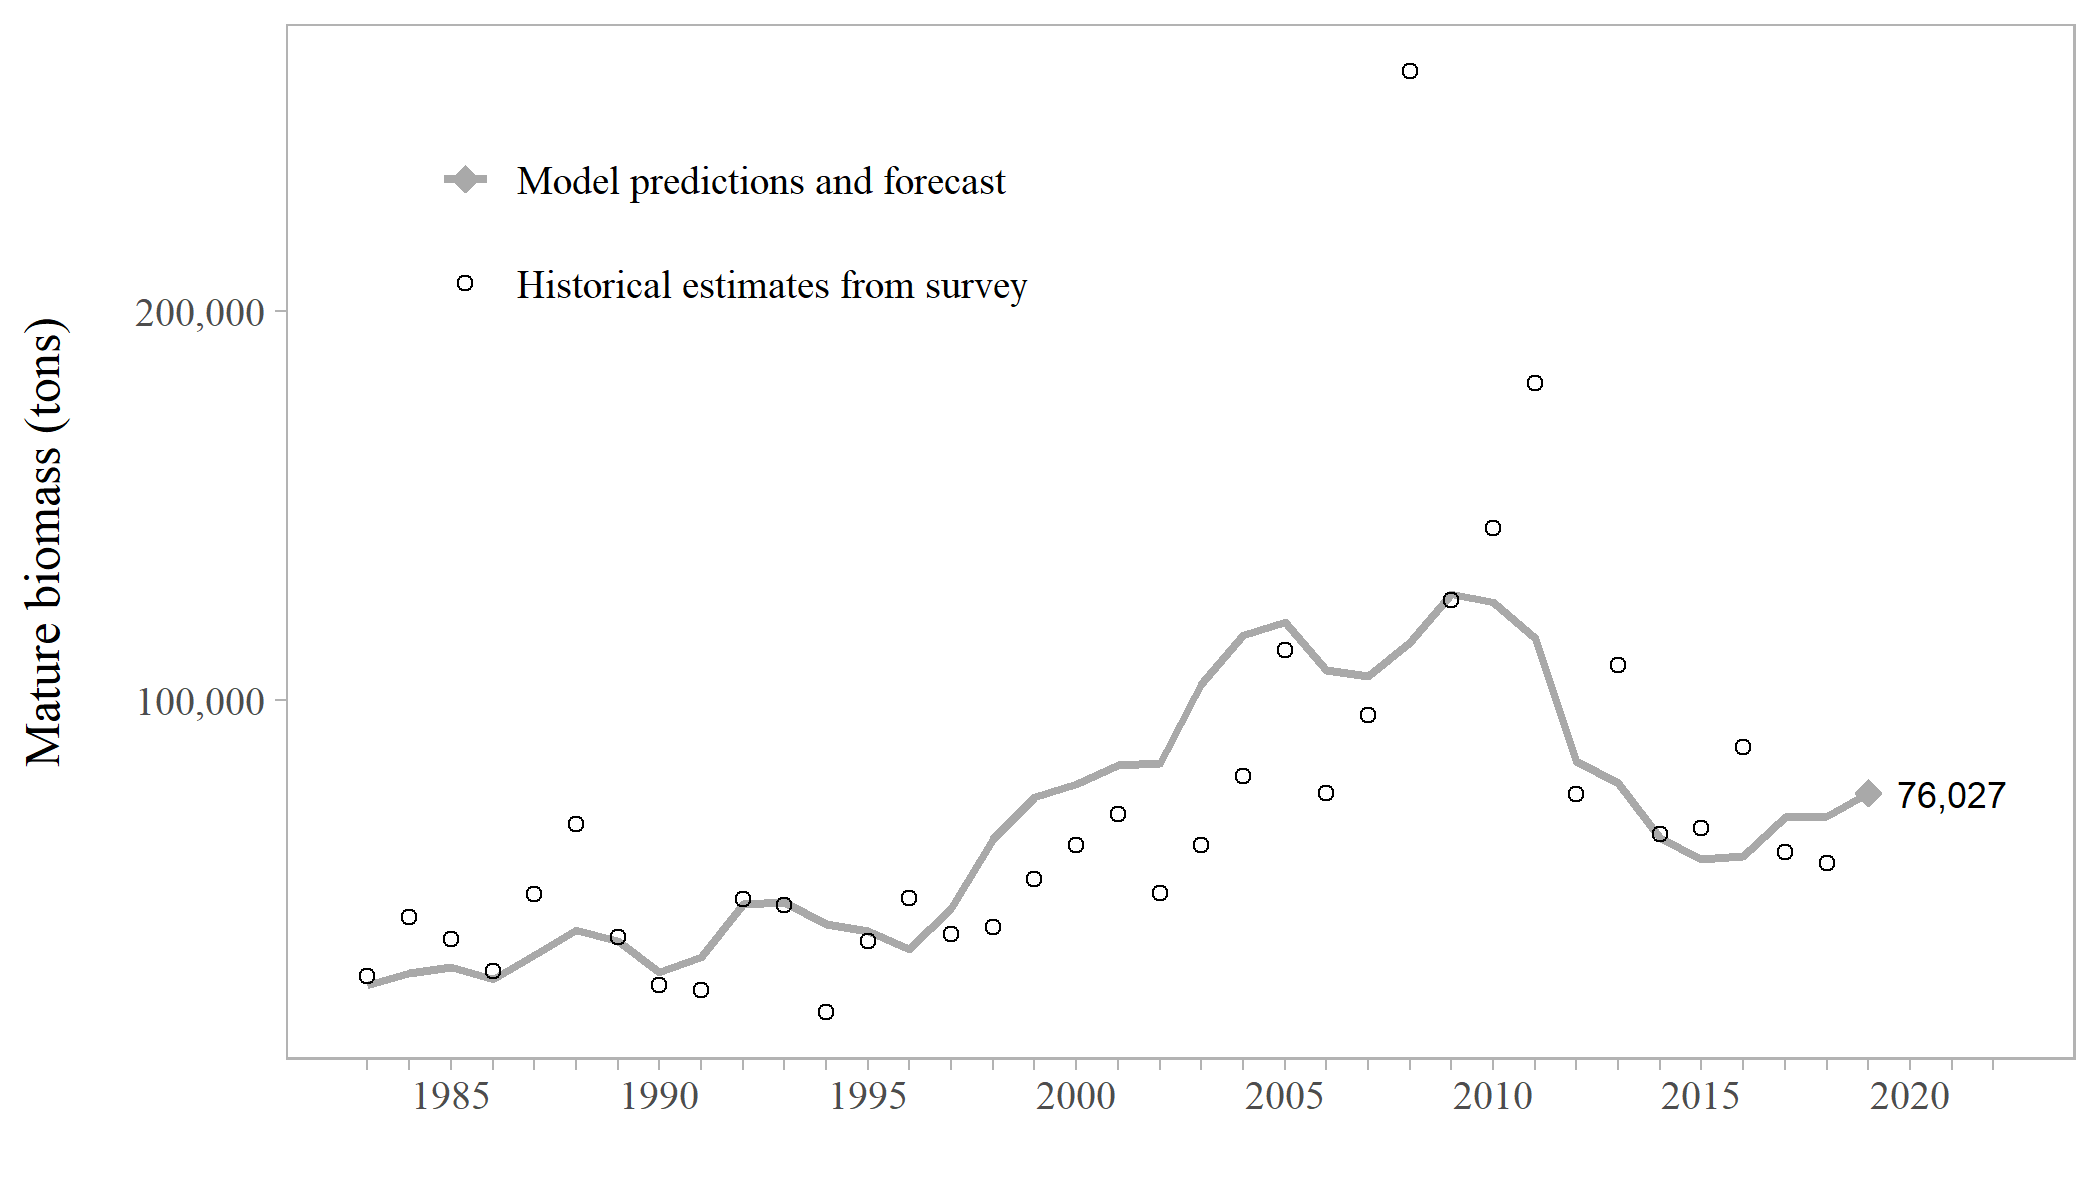 Model predictions and forecast
Historical estimates from survey
Mature biomass (tons)
200,000
100,000
76,027
1985 1990 1995 2000 2005 2010 2015 2020